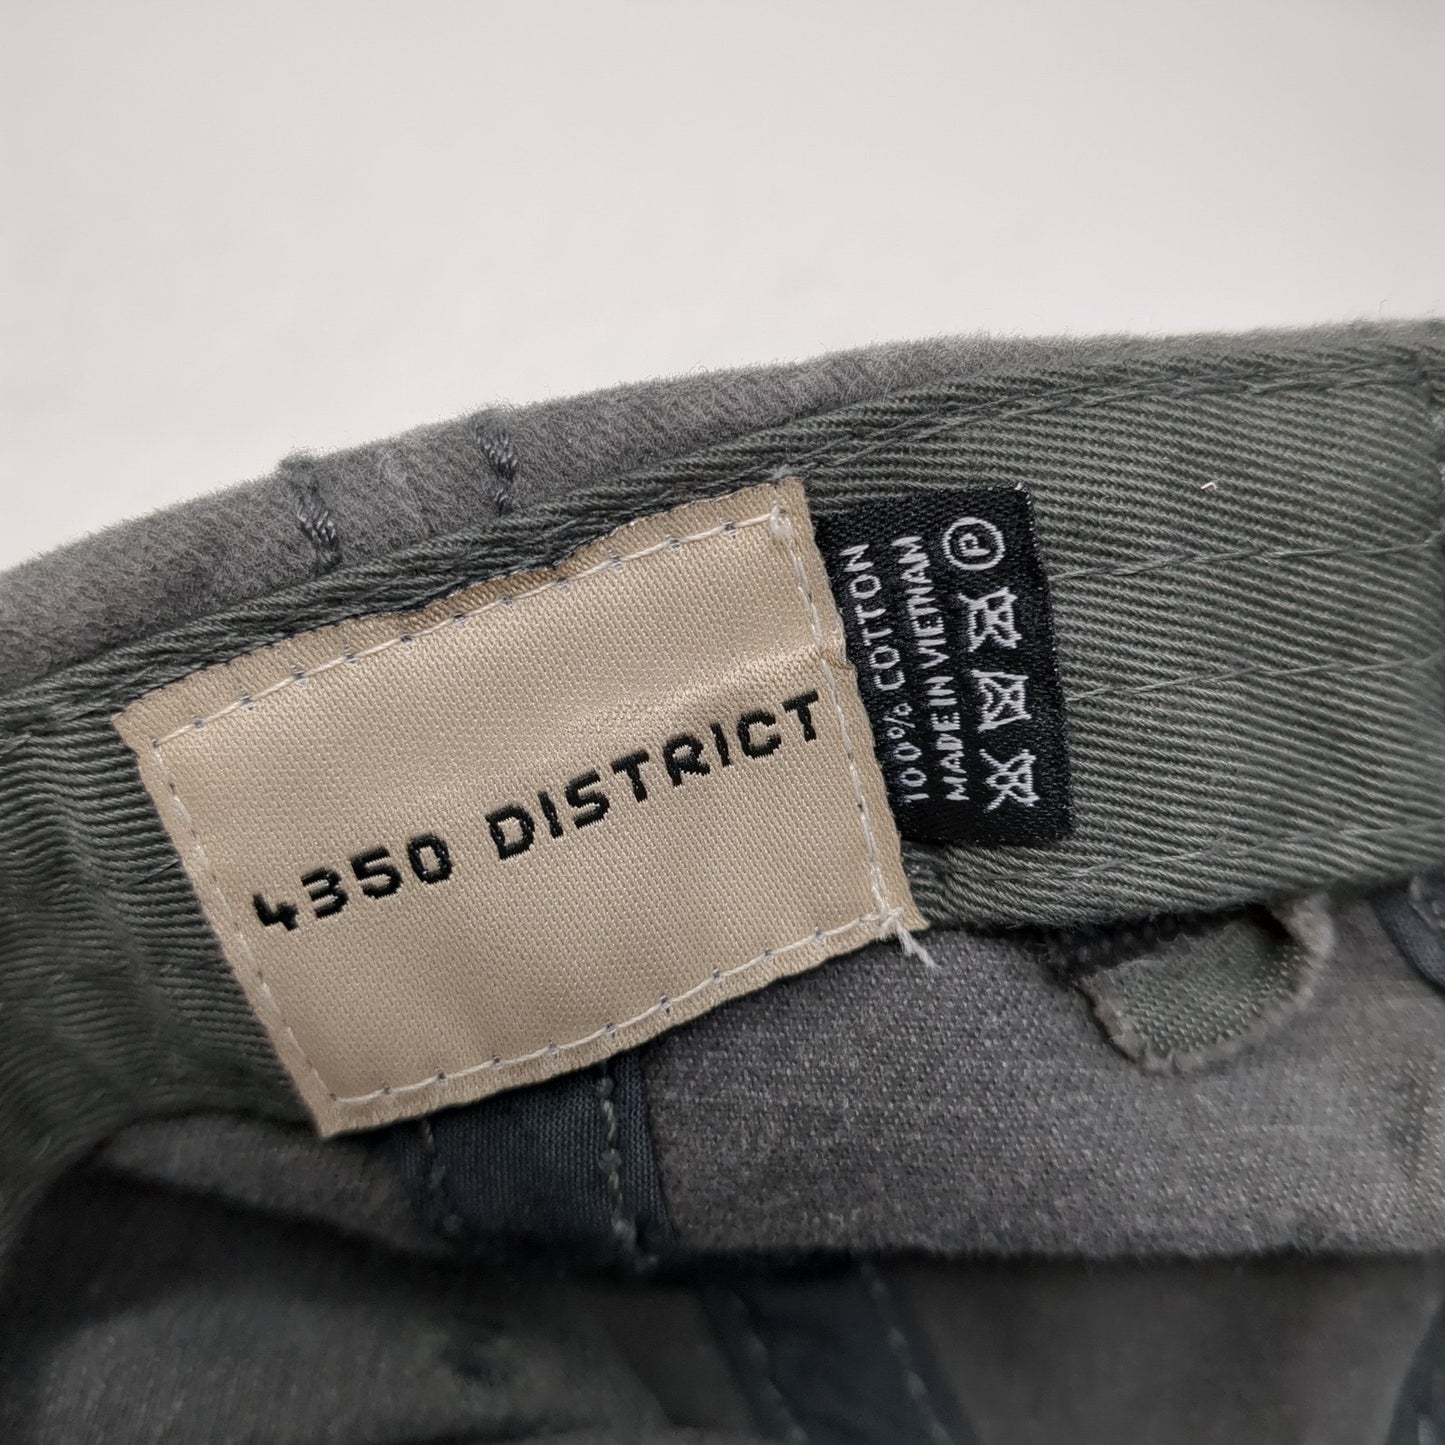 4350 DISTRICT
100% COTTON
MADE IN VIETNAM
P